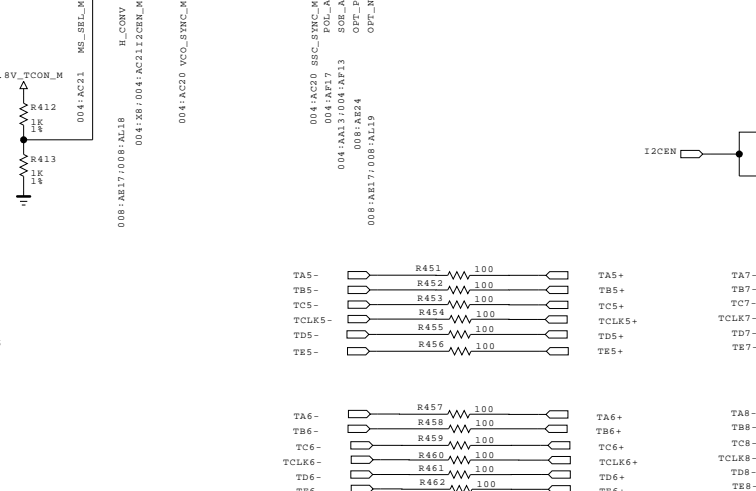 MS_SEL_M
004:AC21
H_CONV
008:AE17;008:AL18
I2CEN_M
004:X8;004:AC21
VCO_SYNC_M
004:AC20
SSC_SYNC_M
004:AC20
POL_A
004:AF17
SOE_A
004:AA13;004:AF13
OPT_P
008:AE24
OPT_N
008:AE17;008:AL19
.8V_TCON_M
R412
1K
1%
R413
1K
1%
I2CEN
TA5- R451 100 TA5+ TA7-
TB5- R452 100 TB5+ TB7-
TC5- R453 100 TC5+ TC7-
TCLK5- R454 100 TCLK5+ TCLK7-
TD5- R455 100 TD5+ TD7-
TE5- R456 100 TE5+ TE7-
TA6- R457 100 TA6+ TA8-
TB6- R458 100 TB6+ TB8-
TC6- R459 100 TC6+ TC8-
TCLK6- R460 100 TCLK6+ TCLK8-
TD6- R461 100 TD6+ TD8-
TE6- R462 100 TE6+ TE8-